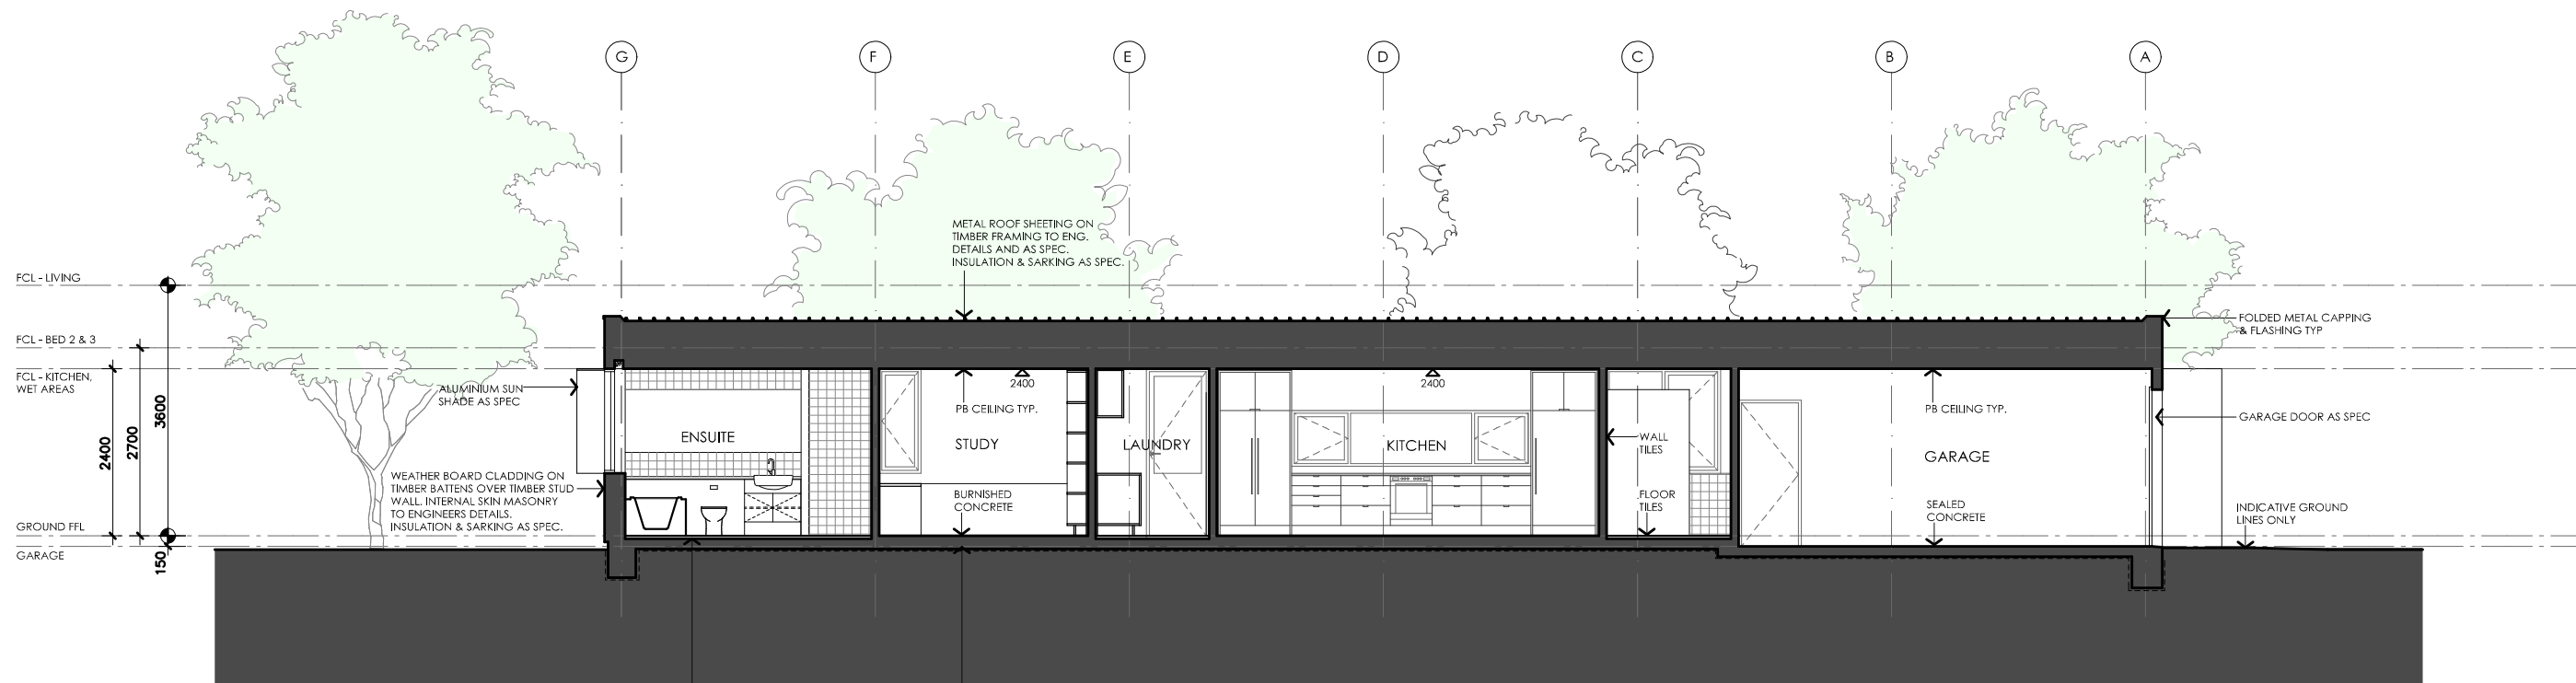 G
F
E
D
C
B
A
METAL ROOF SHEETING ON
TIMBER FRAMING TO ENG.
DETAILS AND AS SPEC.
INSULATION & SARKING AS SPEC.
FCL - LIVING
FCL - BED 2 & 3
FCL - KITCHEN,
WET AREAS
GROUND FFL
GARAGE
2400
2700
3600
150
ALUMINIUM SUN
SHADE AS SPEC
WEATHER BOARD CLADDING ON
TIMBER BATTENS OVER TIMBER STUD
WALL. INTERNAL SKIN MASONRY
TO ENGINEERS DETAILS.
INSULATION & SARKING AS SPEC.
ENSUITE
2400
PB CEILING TYP.
STUDY
BURNISHED
CONCRETE
LAUNDRY
2400
KITCHEN
WALL
TILES
FLOOR
TILES
PB CEILING TYP.
GARAGE
SEALED
CONCRETE
FOLDED METAL CAPPING
& FLASHING TYP
GARAGE DOOR AS SPEC
INDICATIVE GROUND
LINES ONLY